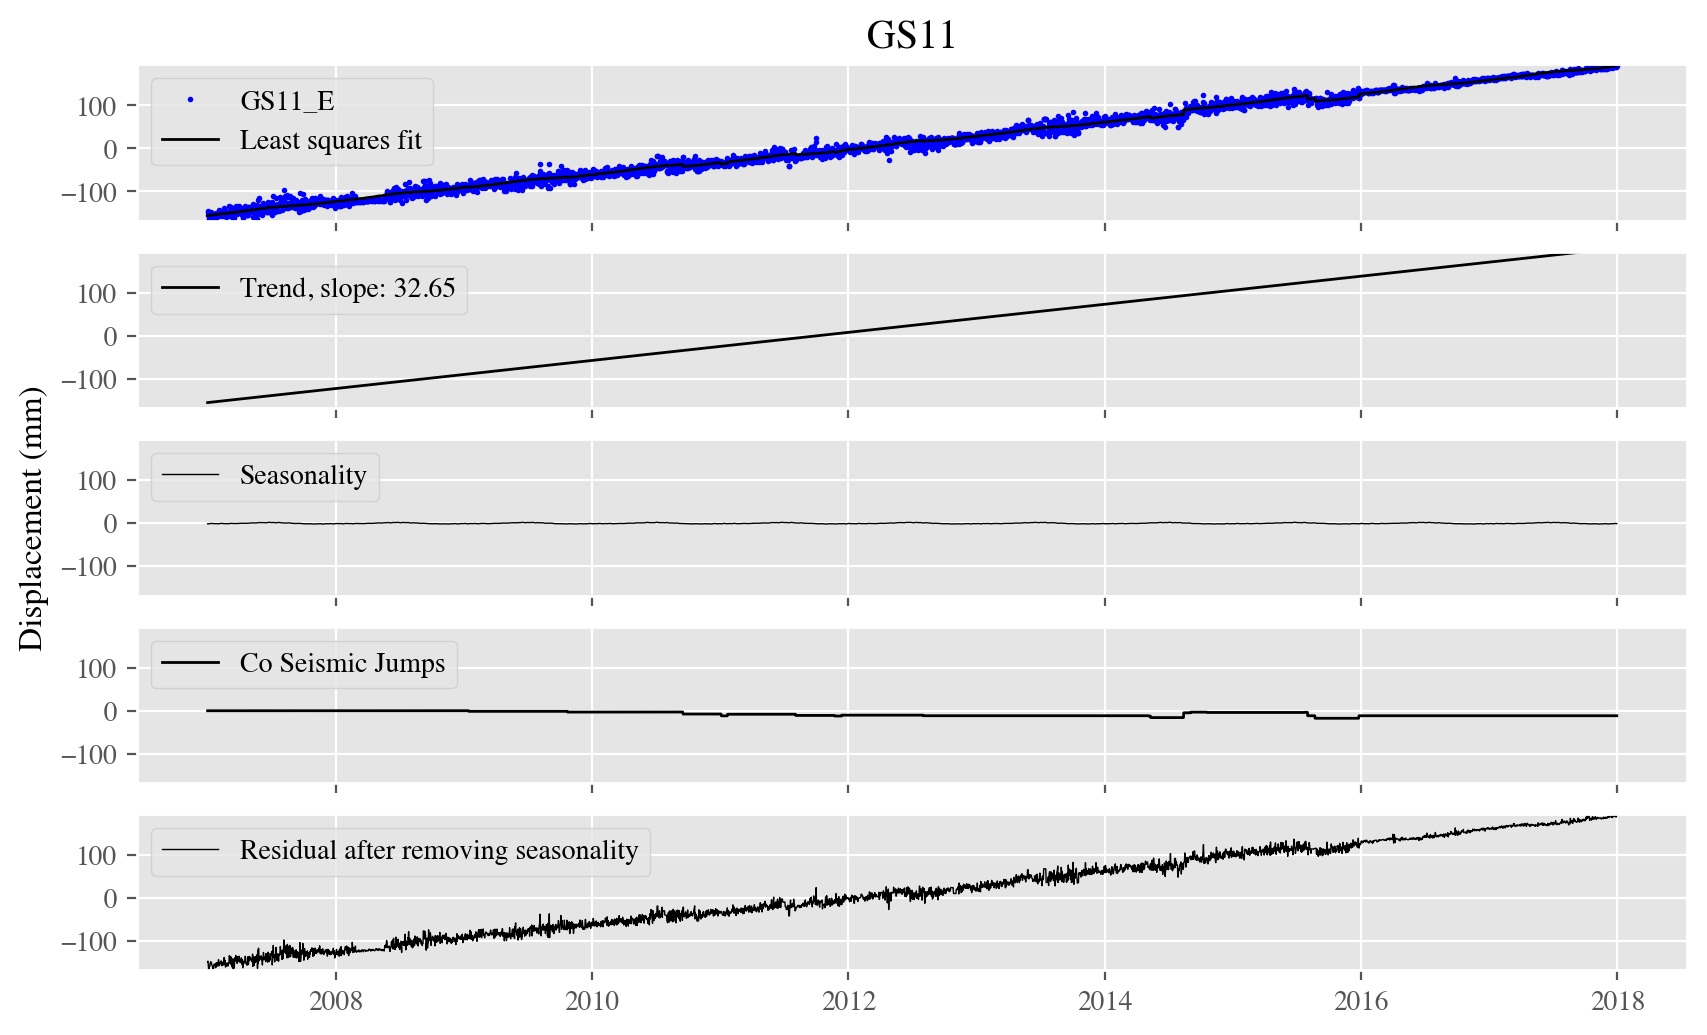 GS11
GS11_E
Least squares fit
100
0
−100
Trend, slope: 32.65
100
0
−100
Displacement (mm)
Seasonality
100
0
−100
Co Seismic Jumps
100
0
−100
Residual after removing seasonality
100
0
−100
2008 2010 2012 2014 2016 2018